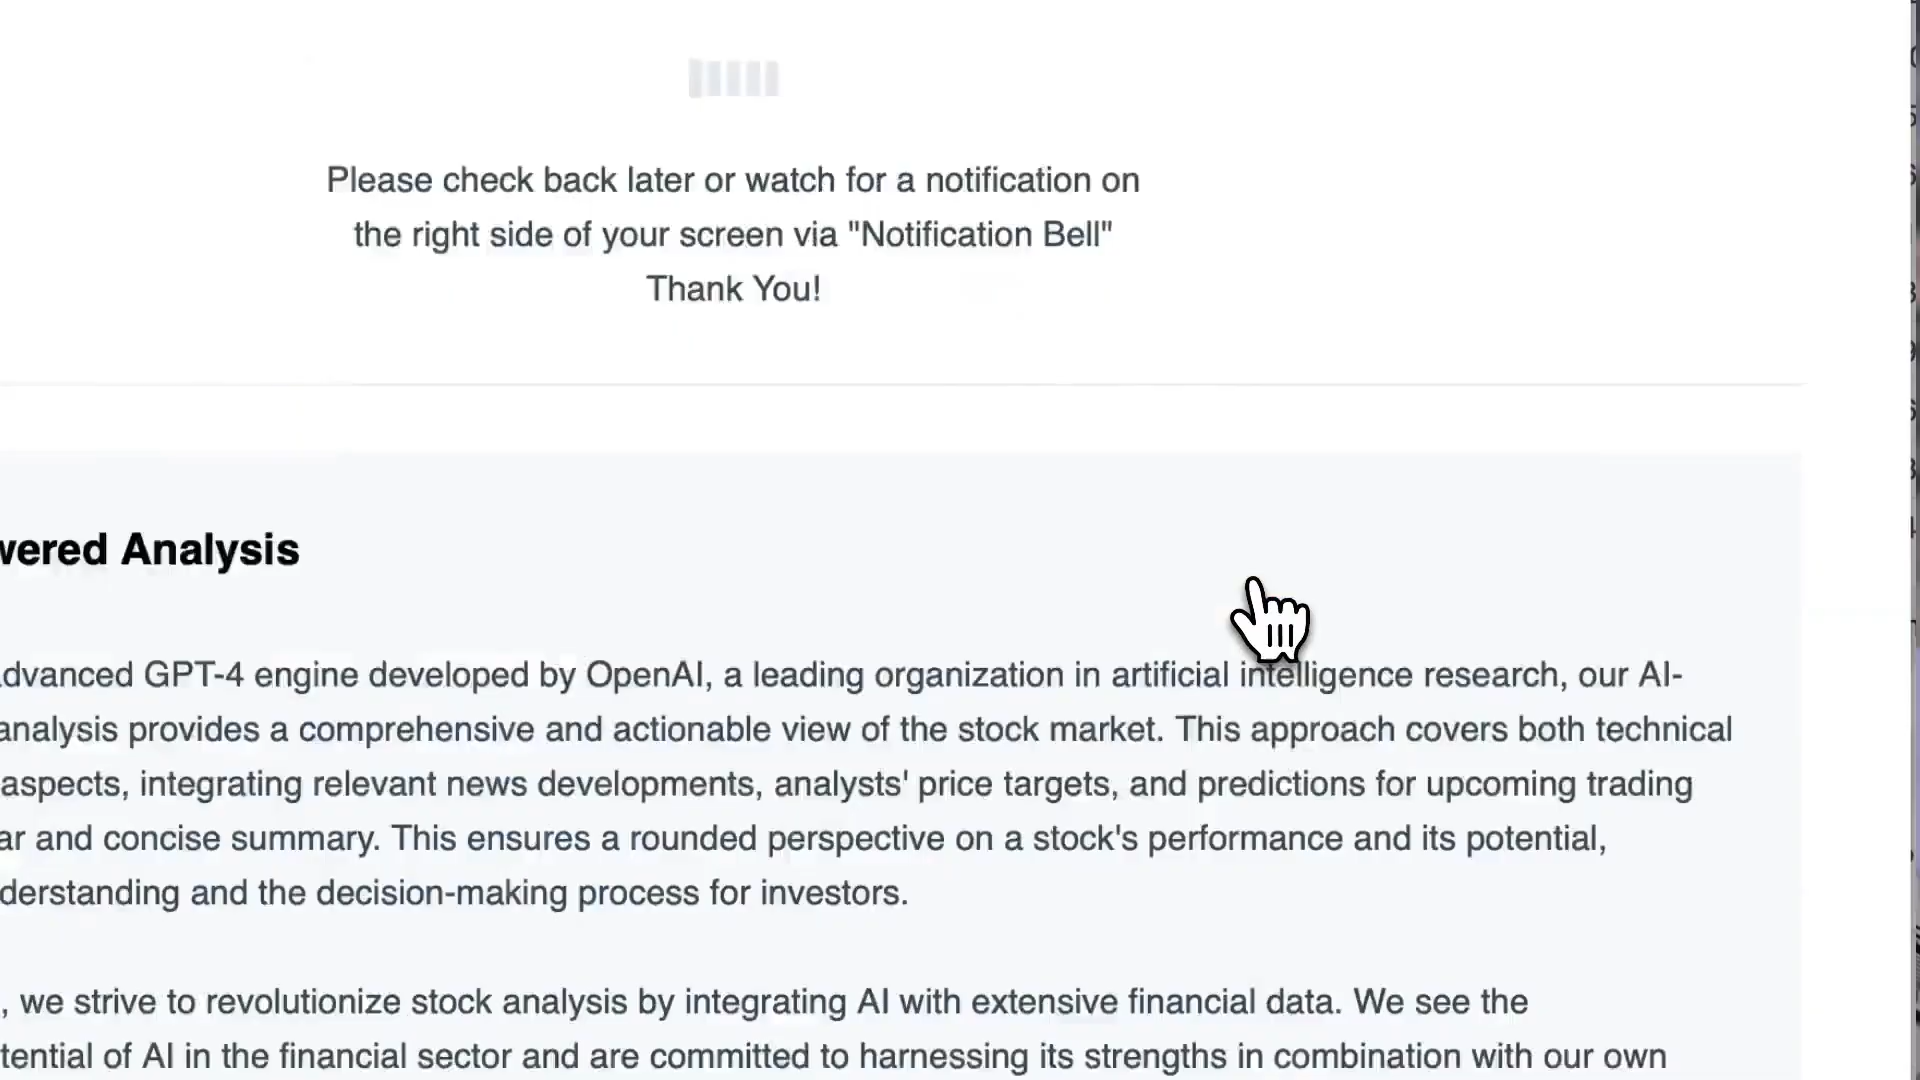 Please check back later or watch for a notification on
the right side of your screen via "Notification Bell"
Thank You!
Analysis
GPT-4 engine developed by OpenAI, a leading organization in artificial intelligence research, our AI-
analysis provides a comprehensive and actionable view of the stock market. This approach covers both technical
aspects, integrating relevant news developments, analysts' price targets, and predictions for upcoming trading
and concise summary. This ensures a rounded perspective on a stock's performance and its potential,
and the decision-making process for investors.
, we strive to revolutionize stock analysis by integrating AI with extensive financial data. We see the
of AI in the financial sector and are committed to harnessing its strengths in combination with our own